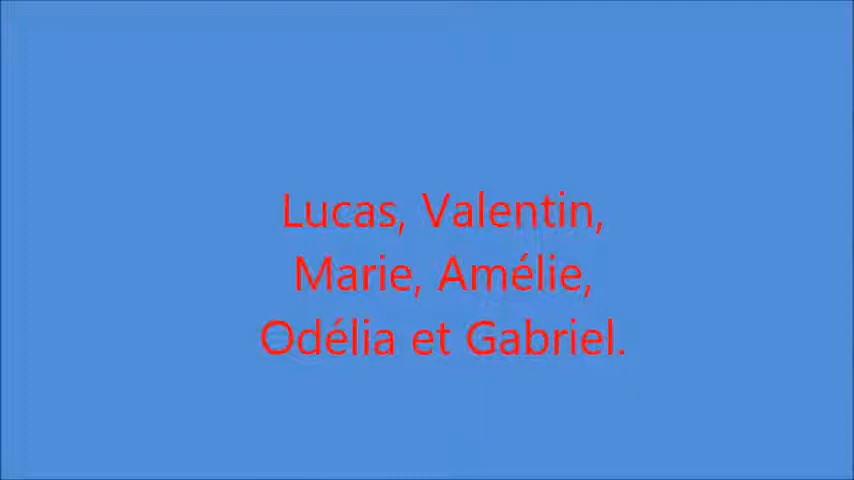 Lucas, Valentin,
Marie, Amélie,
Odélia et Gabriel.